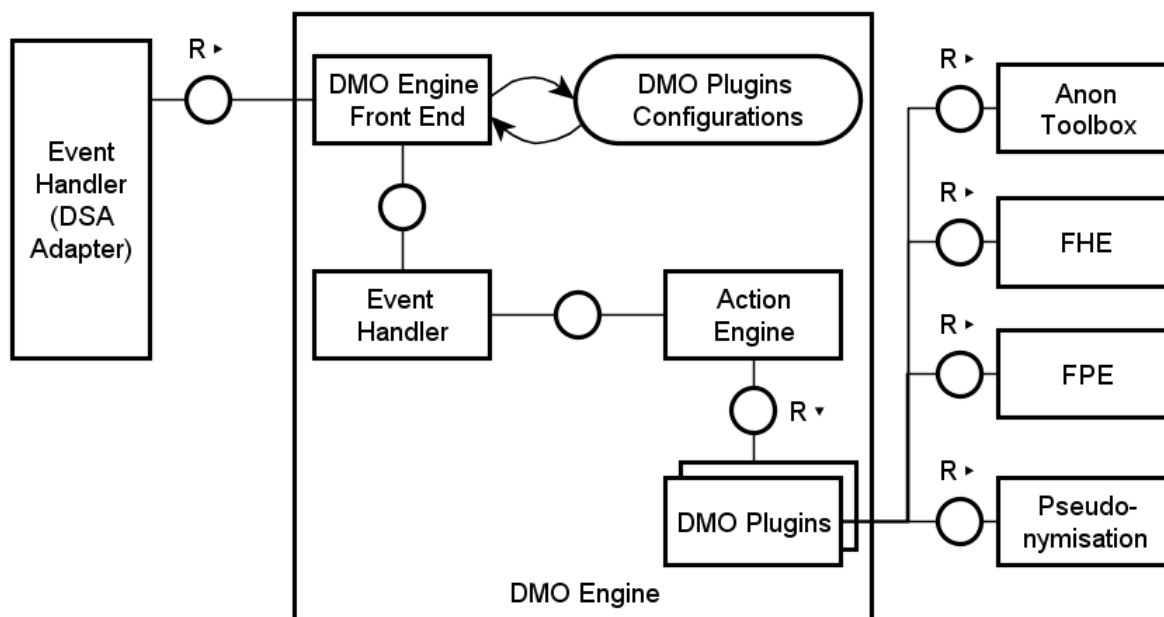 Event
Handler
(DSA
Adapter)
R ▸
DMO Engine
Front End
DMO Plugins
Configurations
Event
Handler
Action
Engine
R ▾
DMO Plugins
DMO Engine
R ▸
Anon
Toolbox
R ▸
FHE
R ▸
FPE
R ▸
Pseudo-
nymisation